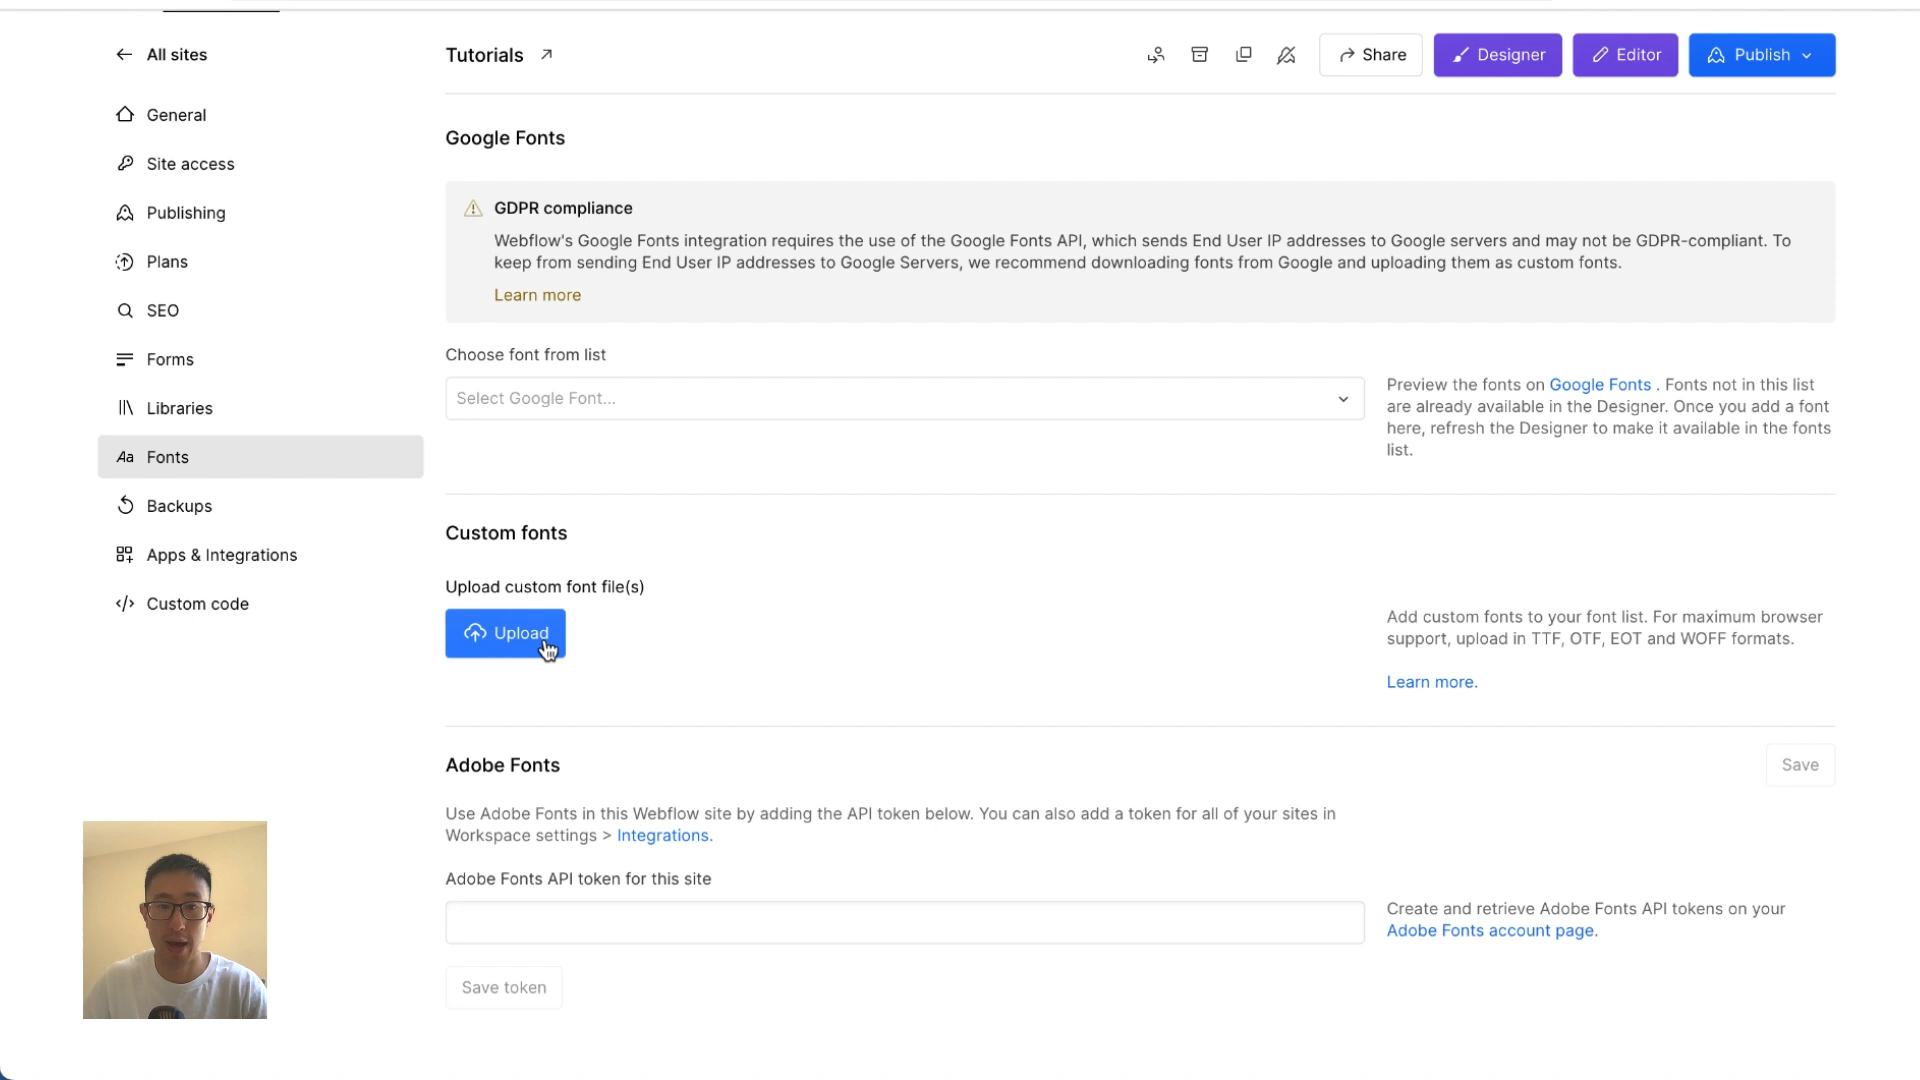 All sites
Tutorials
Share
Designer
Editor
Publish
General
Site access
Publishing
Plans
SEO
Forms
Libraries
Aa Fonts
Backups
Apps & Integrations
</> Custom code
Google Fonts
GDPR compliance
Webflow's Google Fonts integration requires the use of the Google Fonts API, which sends End User IP addresses to Google servers and may not be GDPR-compliant. To
keep from sending End User IP addresses to Google Servers, we recommend downloading fonts from Google and uploading them as custom fonts.
Learn more
Choose font from list
Select Google Font...
Preview the fonts on Google Fonts . Fonts not in this list
are already available in the Designer. Once you add a font
here, refresh the Designer to make it available in the fonts
list.
Custom fonts
Upload custom font file(s)
Upload
Add custom fonts to your font list. For maximum browser
support, upload in TTF, OTF, EOT and WOFF formats.
Learn more.
Adobe Fonts
Save
Use Adobe Fonts in this Webflow site by adding the API token below. You can also add a token for all of your sites in
Workspace settings > Integrations.
Adobe Fonts API token for this site
Create and retrieve Adobe Fonts API tokens on your
Adobe Fonts account page.
Save token